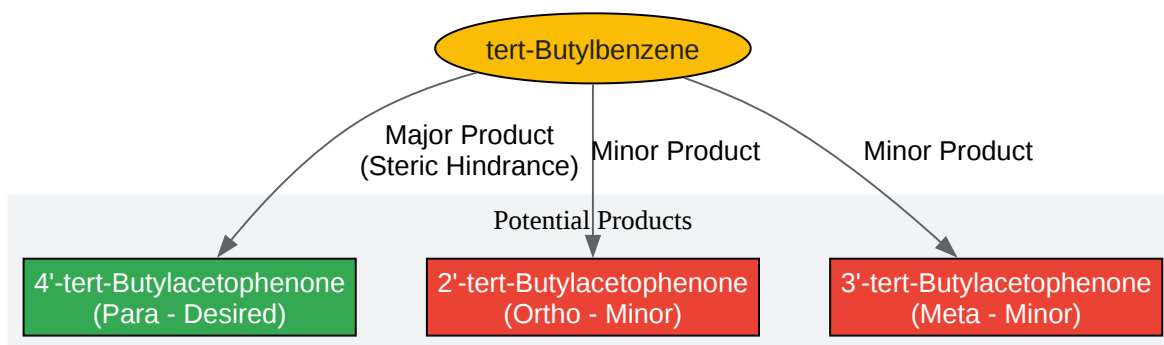 tert-Butylbenzene
Major Product
(Steric Hindrance)
Minor Product
Minor Product
Potential Products
4'-tert-Butylacetophenone
(Para - Desired)
2'-tert-Butylacetophenone
(Ortho - Minor)
3'-tert-Butylacetophenone
(Meta - Minor)